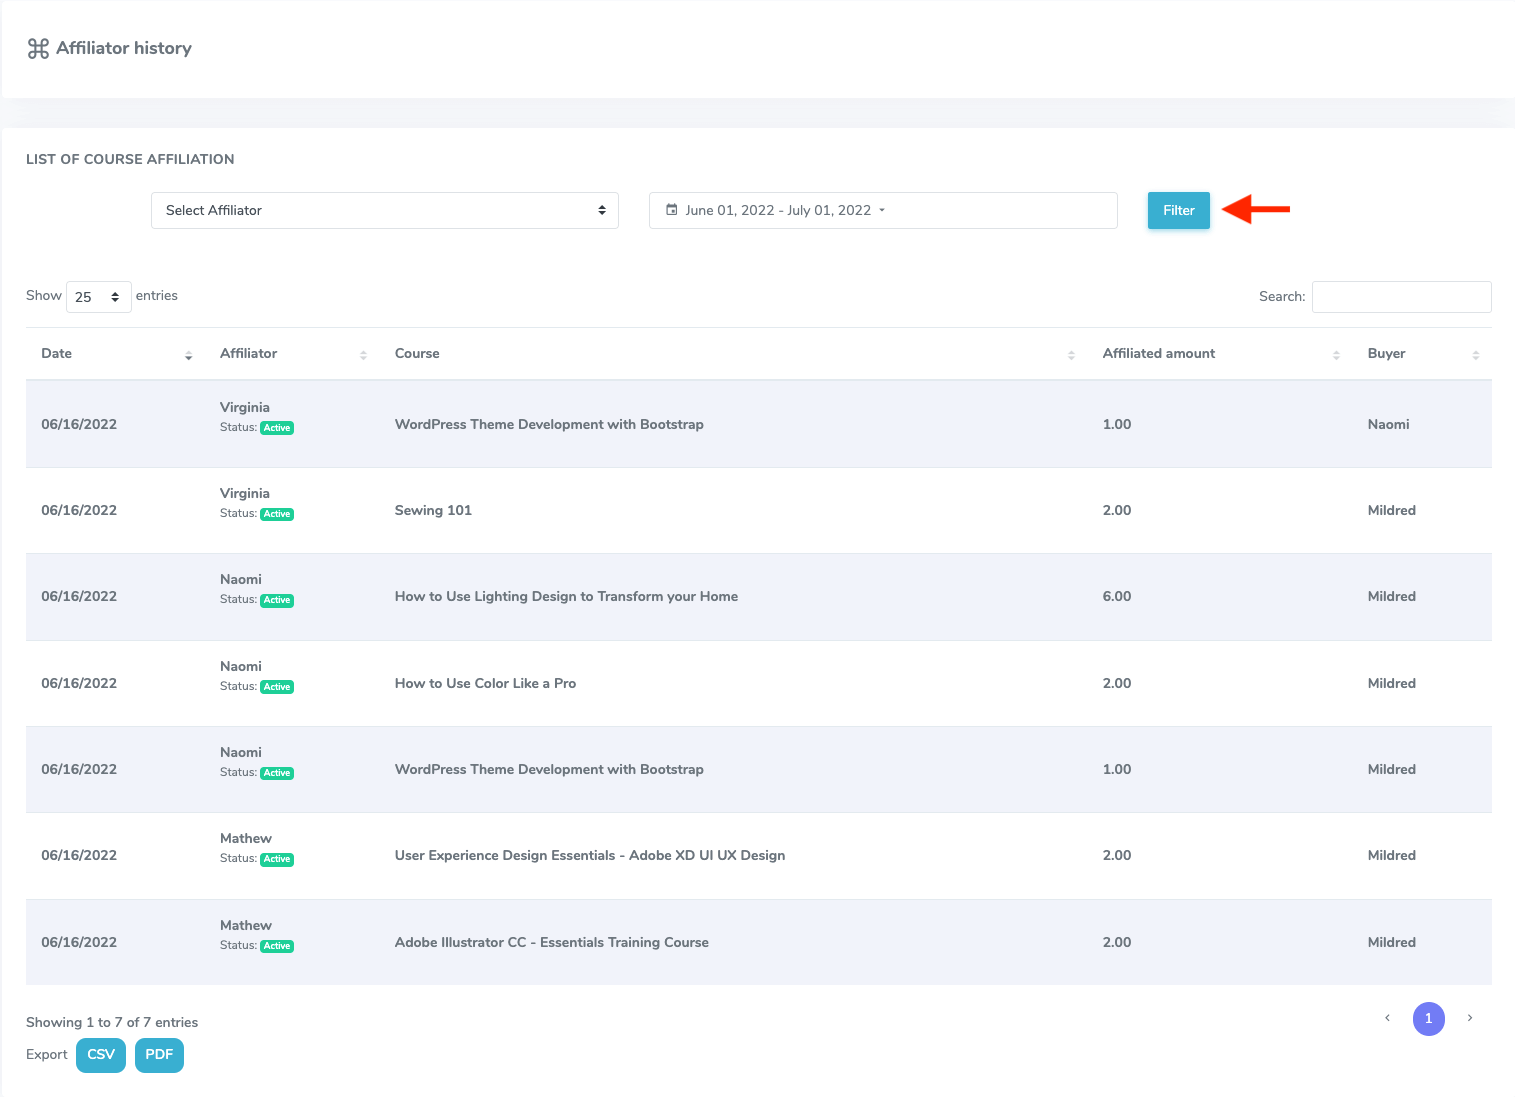 Affiliator history
LIST OF COURSE AFFILIATION
Select Affiliator June 01, 2022 - July 01, 2022 Filter
Show 25 entries Search:
Date Affiliator Course Affiliated amount Buyer
Virginia
06/16/2022 Status: Active WordPress Theme Development with Bootstrap 1.00 Naomi
Virginia
06/16/2022 Status: Active Sewing 101 2.00 Mildred
Naomi
06/16/2022 Status: Active How to Use Lighting Design to Transform your Home 6.00 Mildred
Naomi
06/16/2022 Status: Active How to Use Color Like a Pro 2.00 Mildred
Naomi
06/16/2022 Status: Active WordPress Theme Development with Bootstrap 1.00 Mildred
Mathew
06/16/2022 Status: Active User Experience Design Essentials - Adobe XD UI UX Design 2.00 Mildred
Mathew
06/16/2022 Status: Active Adobe Illustrator CC - Essentials Training Course 2.00 Mildred
Showing 1 to 7 of 7 entries ‹ 1 ›
Export CSV PDF